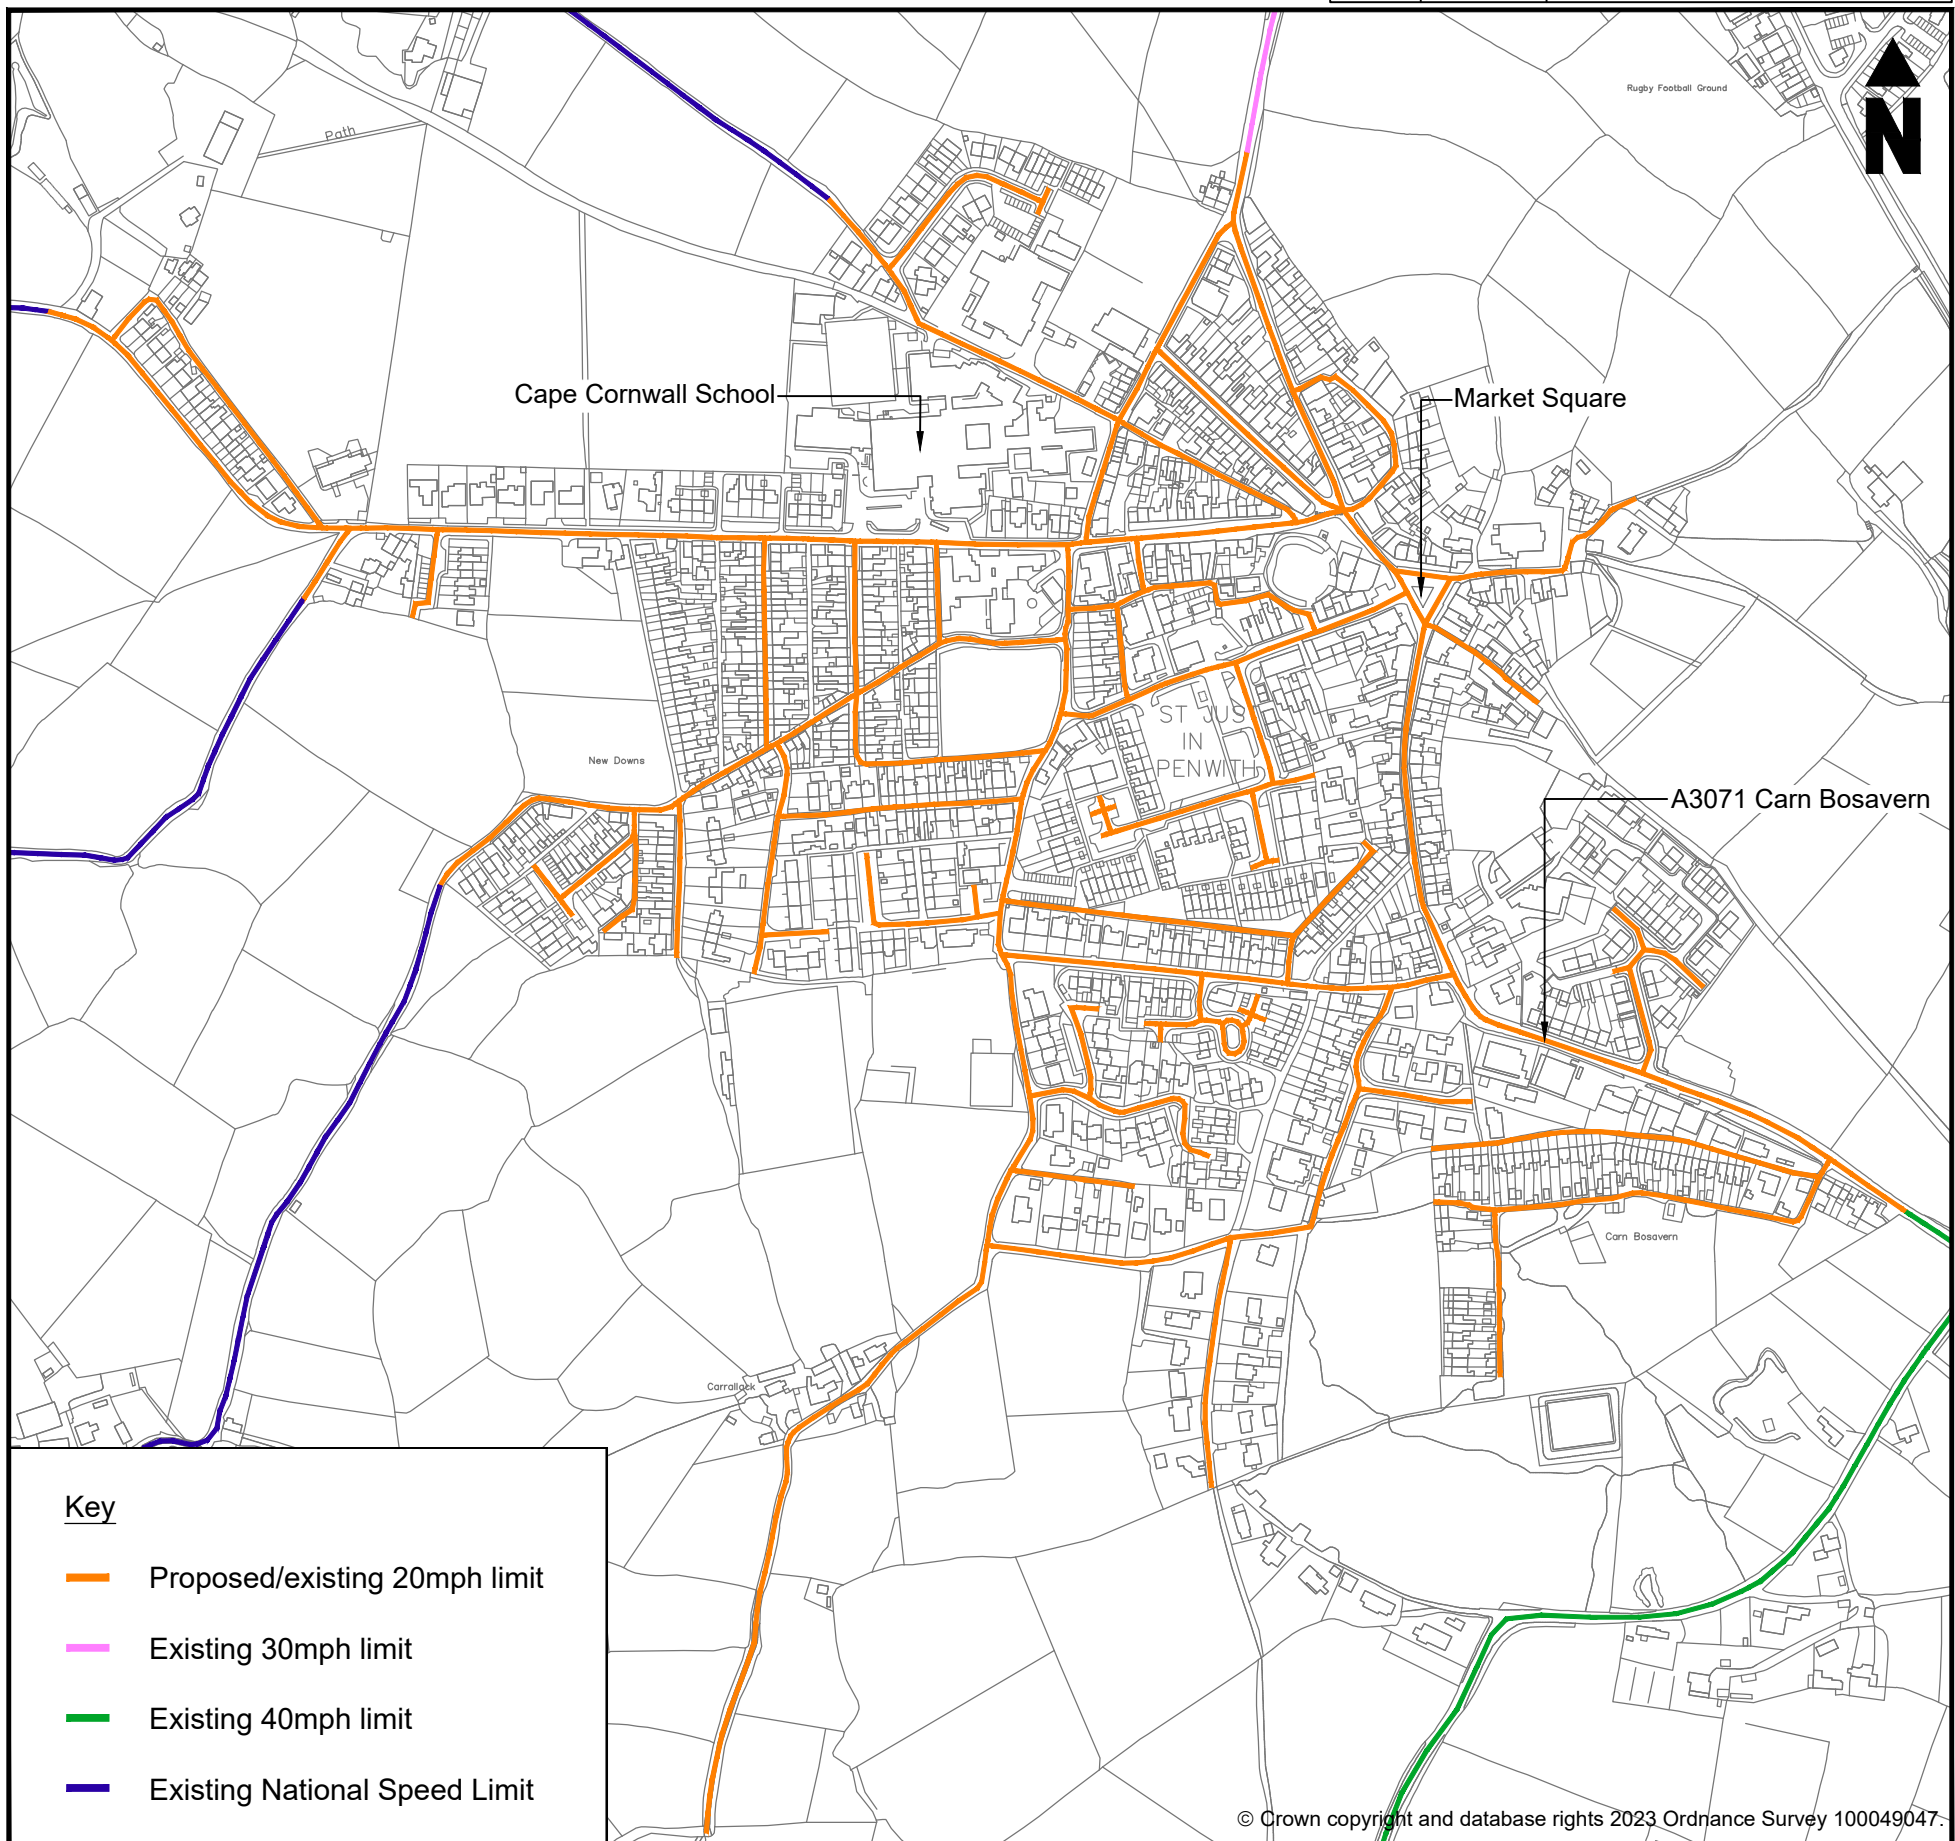 Rugby Football Ground
N
Path
Cape Cornwall School
Market Square
ST JUST
IN
PENWITH
New Downs
A3071 Carn Bosavern
Carn Bosavern
Carrallack
Key
Proposed/existing 20mph limit
Existing 30mph limit
Existing 40mph limit
Existing National Speed Limit
© Crown copyright and database rights 2023 Ordnance Survey 100049047.